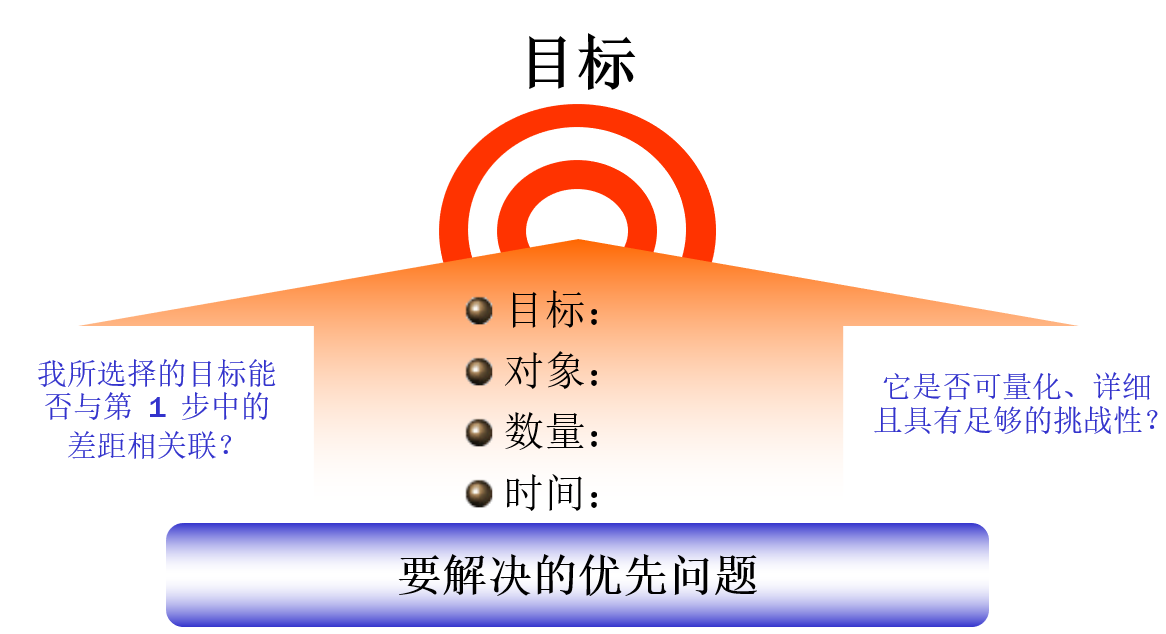 目标
目标：
对象：
数量：
时间：
我所选择的目标能
否与第 1 步中的
差距相关联？
它是否可量化、详细
且具有足够的挑战性？
要解决的优先问题